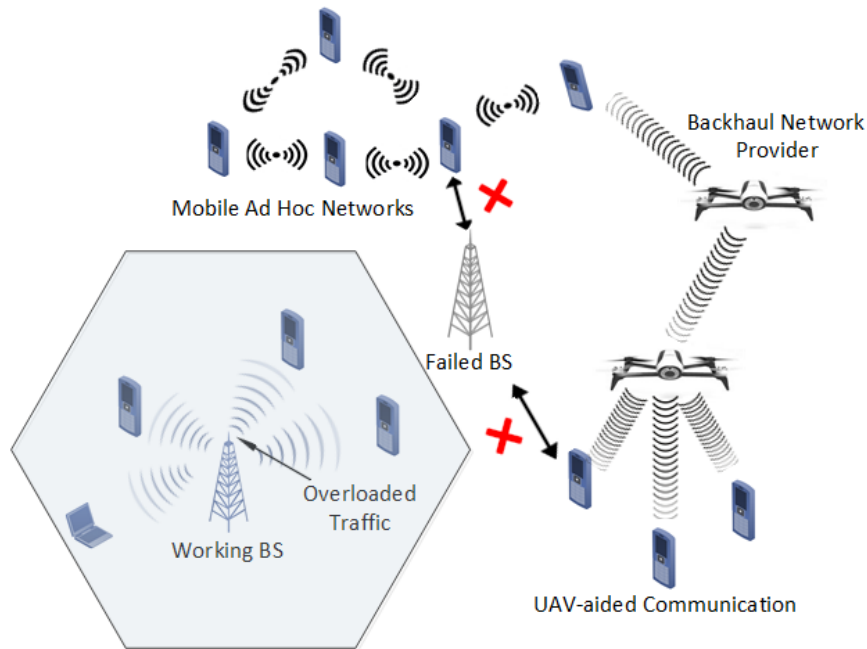 Backhaul Network
Provider
Mobile Ad Hoc Networks
Failed BS
Overloaded
Traffic
Working BS
UAV-aided Communication